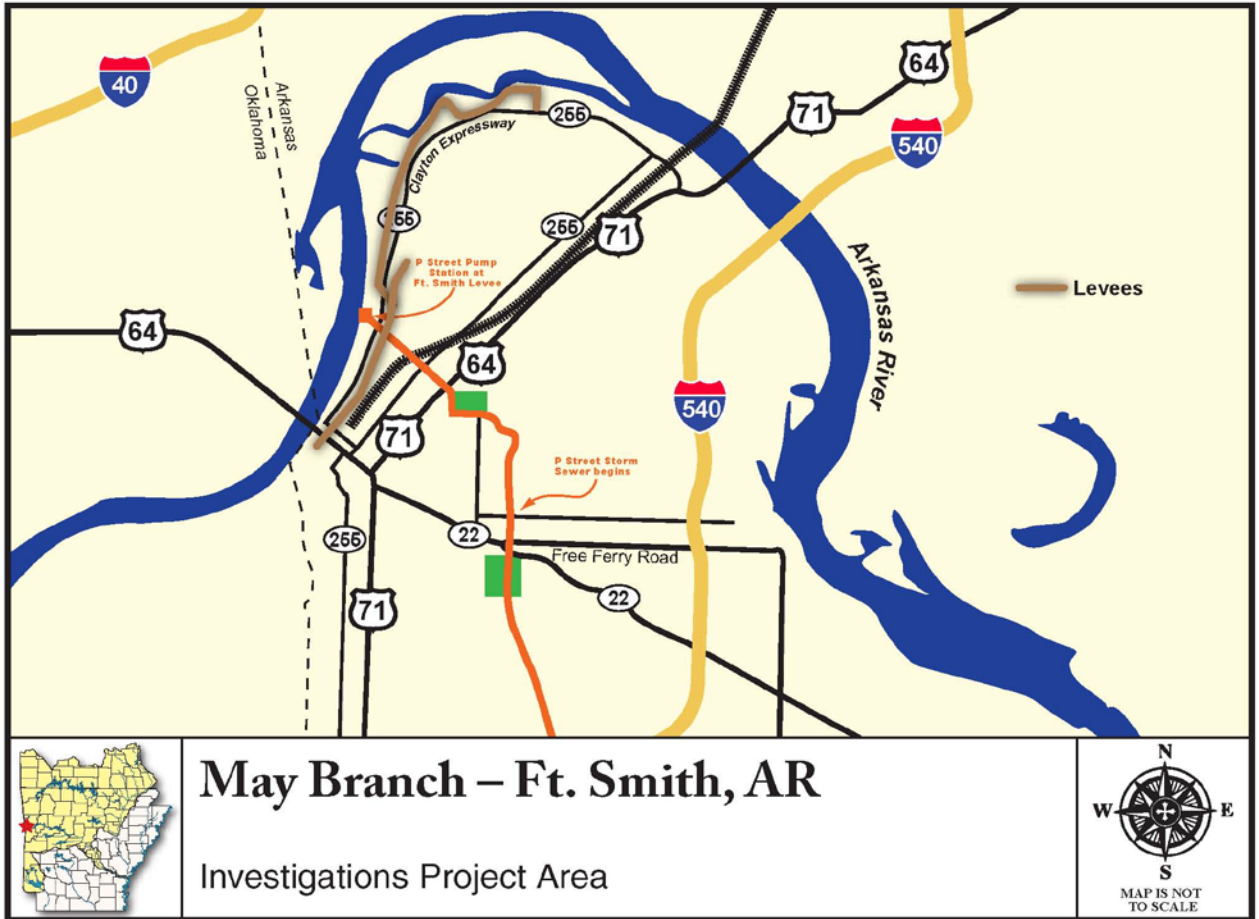 40
Arkansas
Oklahoma
64
71
540
255
Clayton Expressway
255
255
71
P Street Pump
Station at
Ft. Smith Levee
Arkansas River
Levees
64
64
540
71
P Street Storm
Sewer begins
22
255
Free Ferry Road
71
22
May Branch – Ft. Smith, AR
Investigations Project Area
N
W
E
S
MAP IS NOT
TO SCALE